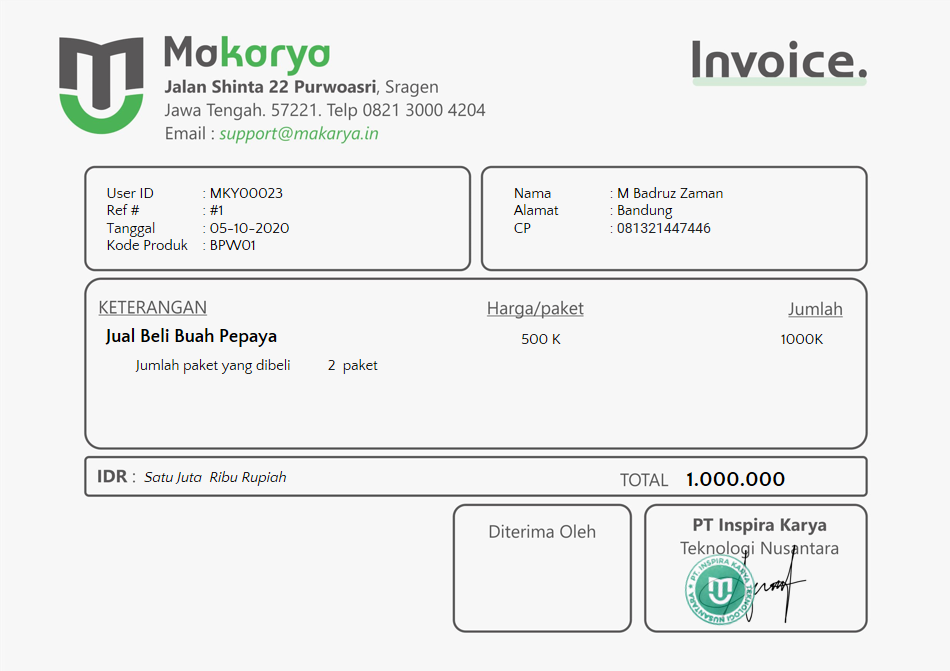 Makarya
Invoice.
Jalan Shinta 22 Purwoasri, Sragen
Jawa Tengah. 57221. Telp 0821 3000 4204
Email : support@makarya.in
User ID : MKY00023
Ref # : #1
Tanggal : 05-10-2020
Kode Produk : BPW01
Nama : M Badruz Zaman
Alamat : Bandung
CP : 081321447446
KETERANGAN Harga/paket Jumlah
Jual Beli Buah Pepaya 500 K 1000K
Jumlah paket yang dibeli 2 paket
IDR : Satu Juta Ribu Rupiah TOTAL 1.000.000
Diterima Oleh
PT Inspira Karya
Teknologi Nusantara
PT. INSPIRA KARYA TEKNOLOGI NUSANTARA